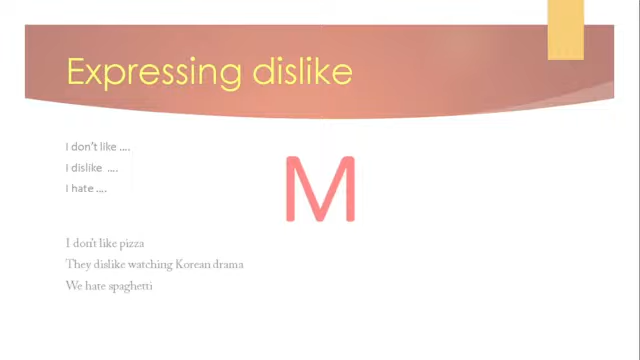 Expressing dislike
I don't like ....
I dislike ....
I hate ....
M
I don't like pizza
They dislike watching Korean drama
We hate spaghetti